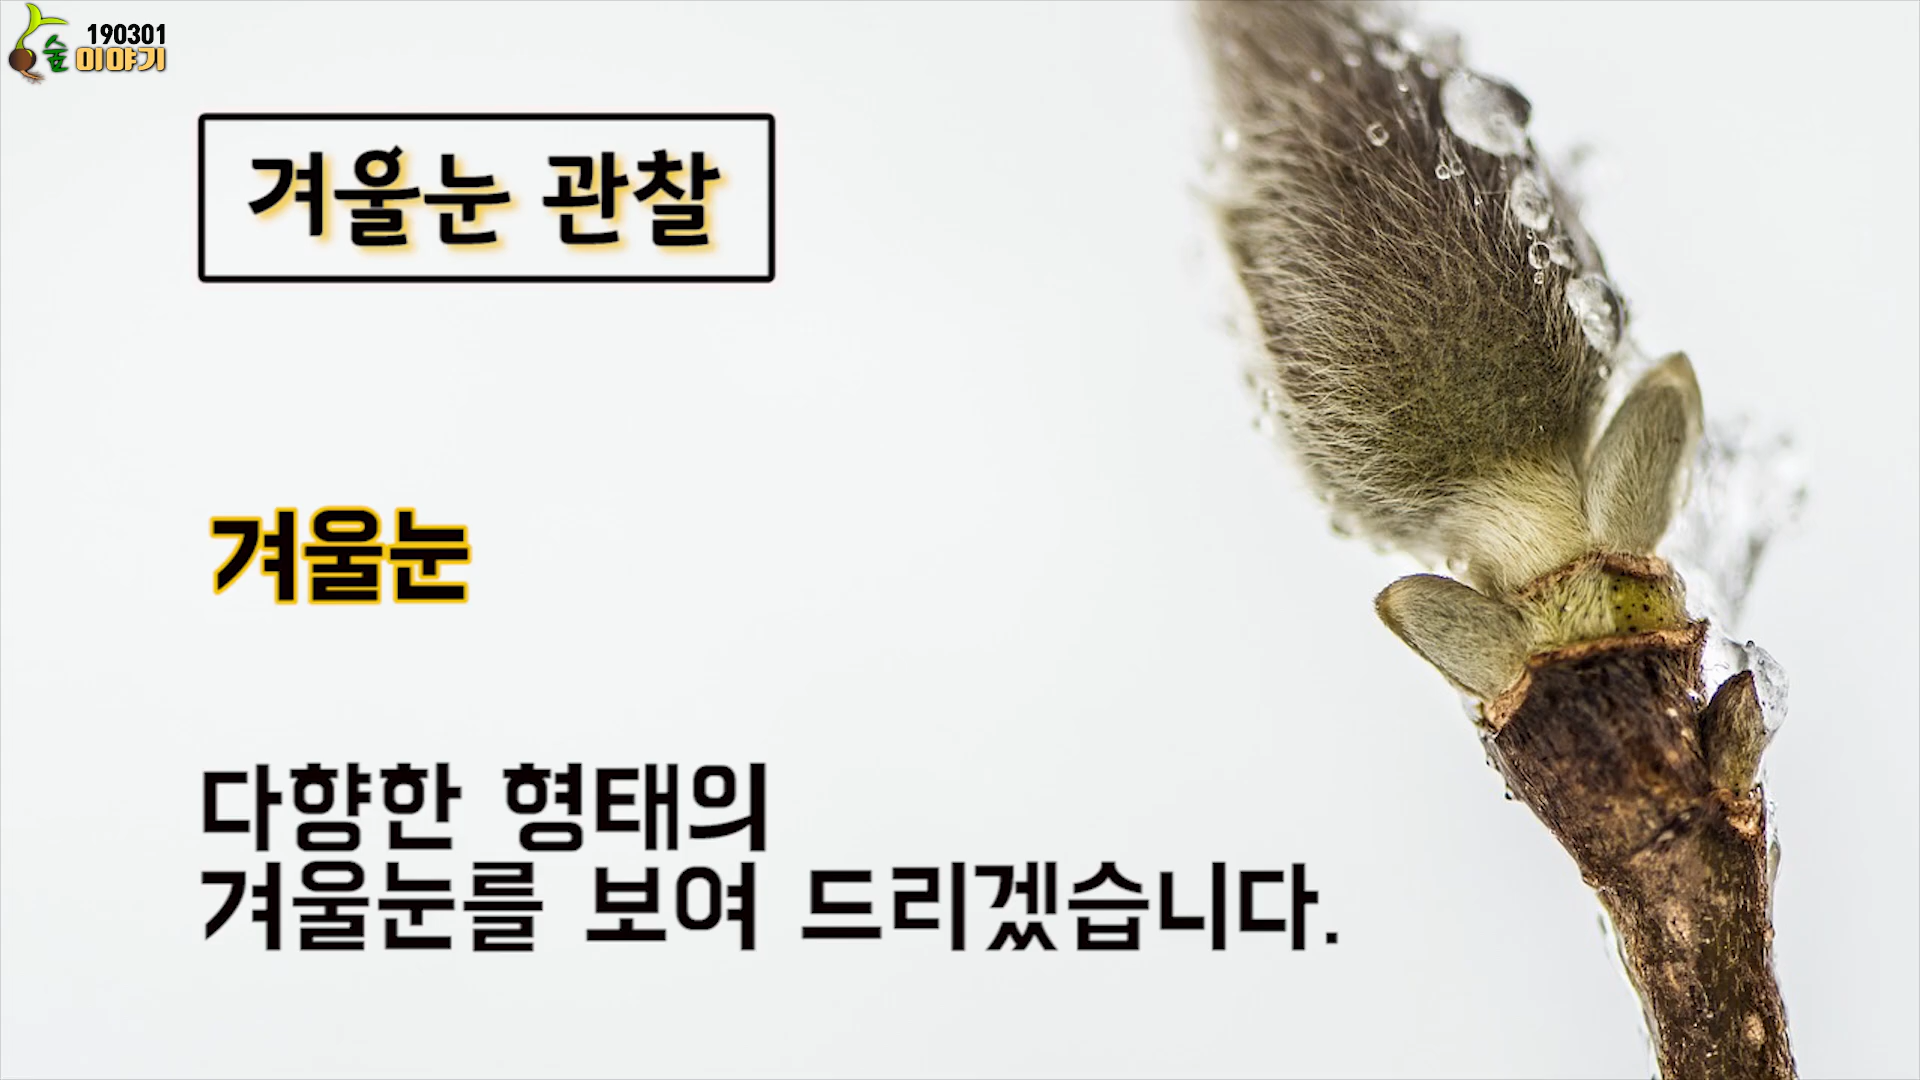 190301
숲 이야기
겨울눈 관찰
겨울눈
다향한 형태의
겨울눈를 보여 드리겠습니다.